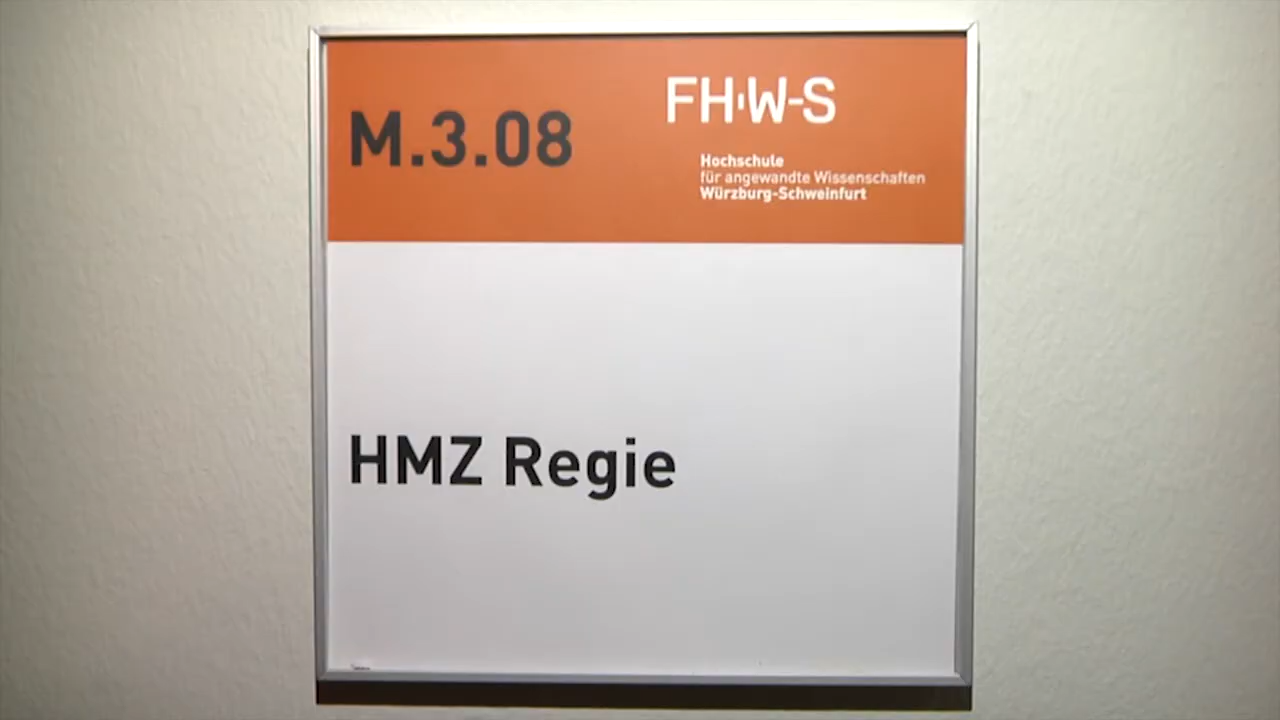 M.3.08
FH·W-S
Hochschule
für angewandte Wissenschaften
Würzburg-Schweinfurt
HMZ Regie